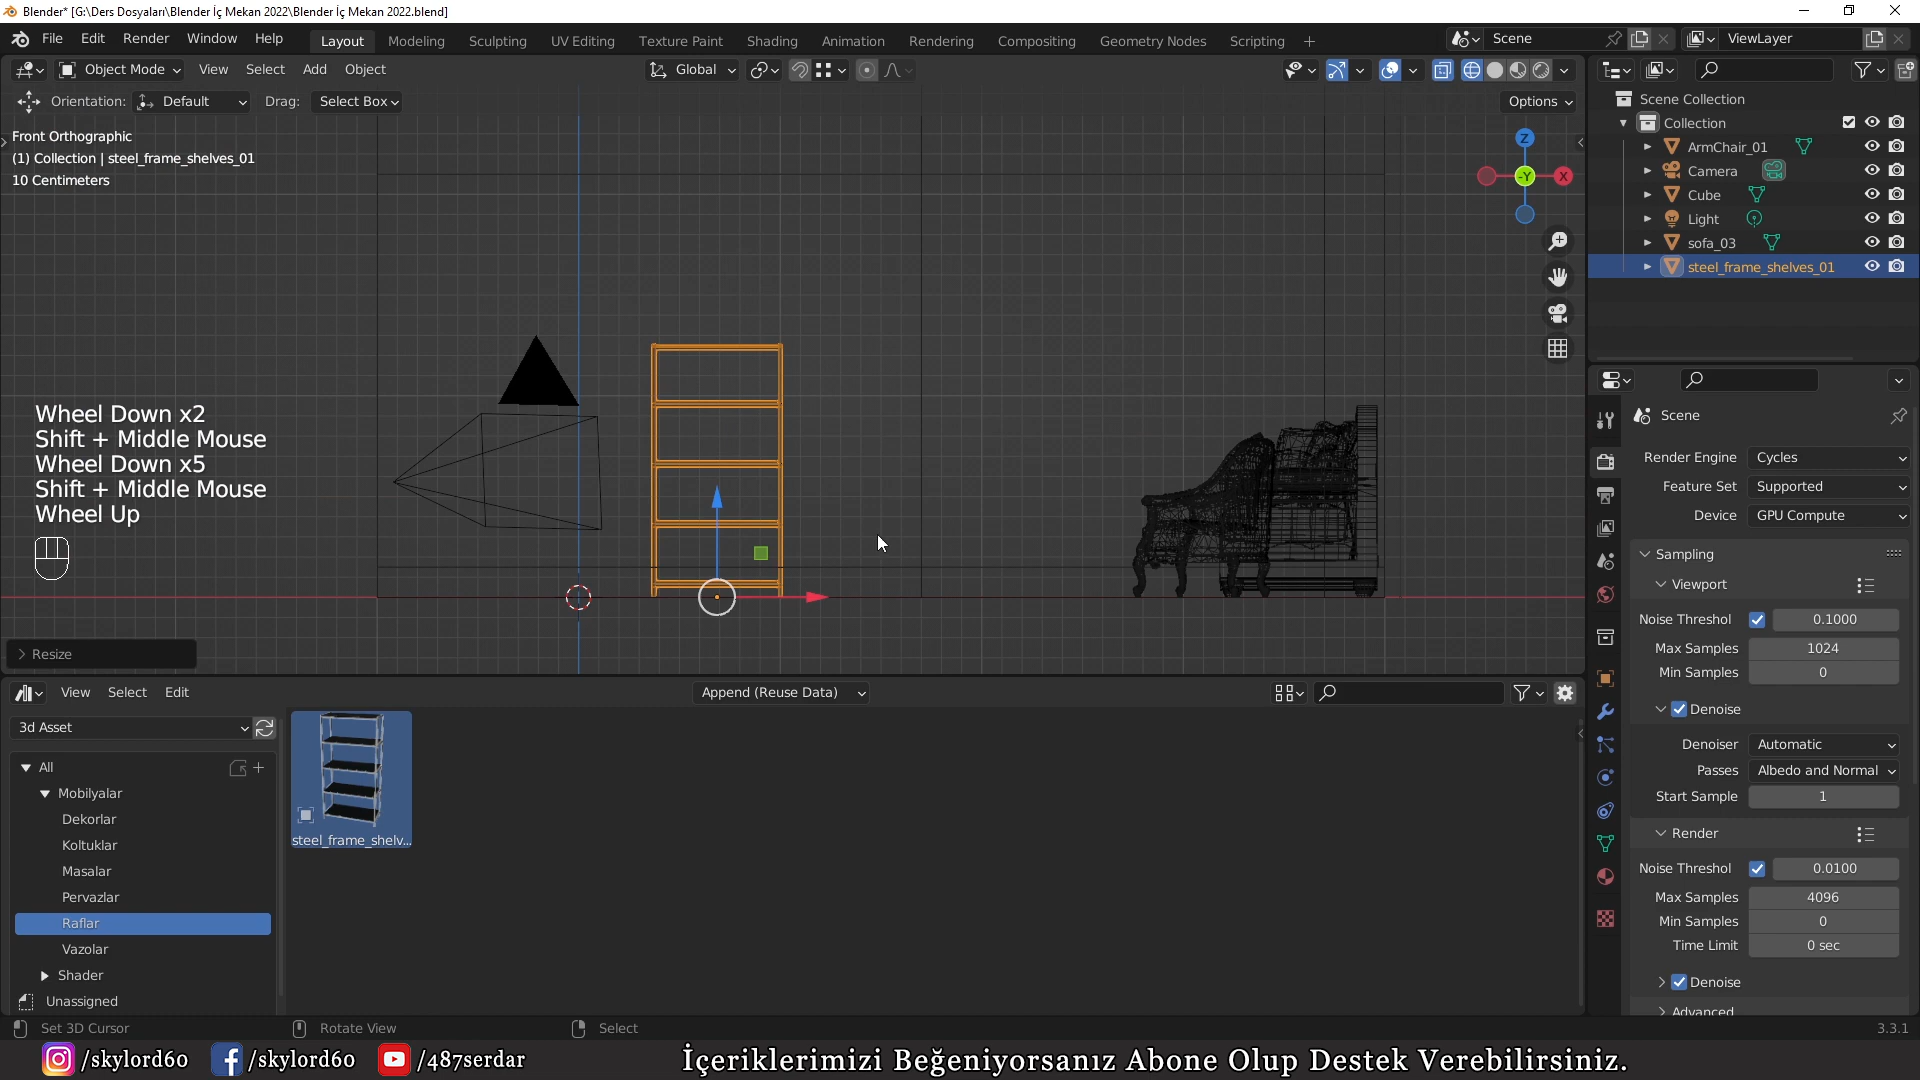 Blender* [G:\Ders Dosyaları\Blender İç Mekan 2022\Blender İç Mekan 2022.blend]
File Edit Render Window Help Layout Modeling Sculpting UV Editing Texture Paint Shading Animation Rendering Compositing Geometry Nodes Scripting + Scene ViewLayer
Object Mode View Select Add Object Global
Orientation: Default Drag: Select Box Options
Front Orthographic
(1) Collection | steel_frame_shelves_01
10 Centimeters
Z
-Y X
Wheel Down x2
Shift + Middle Mouse
Wheel Down x5
Shift + Middle Mouse
Wheel Up
Resize
Scene Collection
Collection
ArmChair_01
Camera
Cube
Light
sofa_03
steel_frame_shelves_01
Scene
Render Engine Cycles
Feature Set Supported
Device GPU Compute
Sampling
Viewport
Noise Threshol 0.1000
Max Samples 1024
Min Samples 0
Denoise
Denoiser Automatic
Passes Albedo and Normal
Start Sample 1
Render
Noise Threshol 0.0100
Max Samples 4096
Min Samples 0
Time Limit 0 sec
Denoise
Advanced
View Select Edit Append (Reuse Data)
3d Asset
All
Mobilyalar
Dekorlar
Koltuklar
Masalar
Pervazlar
Raflar
Vazolar
Shader
Unassigned
steel_frame_shelv...
Set 3D Cursor Rotate View Select 3.3.1
/skylord60 /skylord60 /487serdar İçeriklerimizi Beğeniyorsanız Abone Olup Destek Verebilirsiniz.